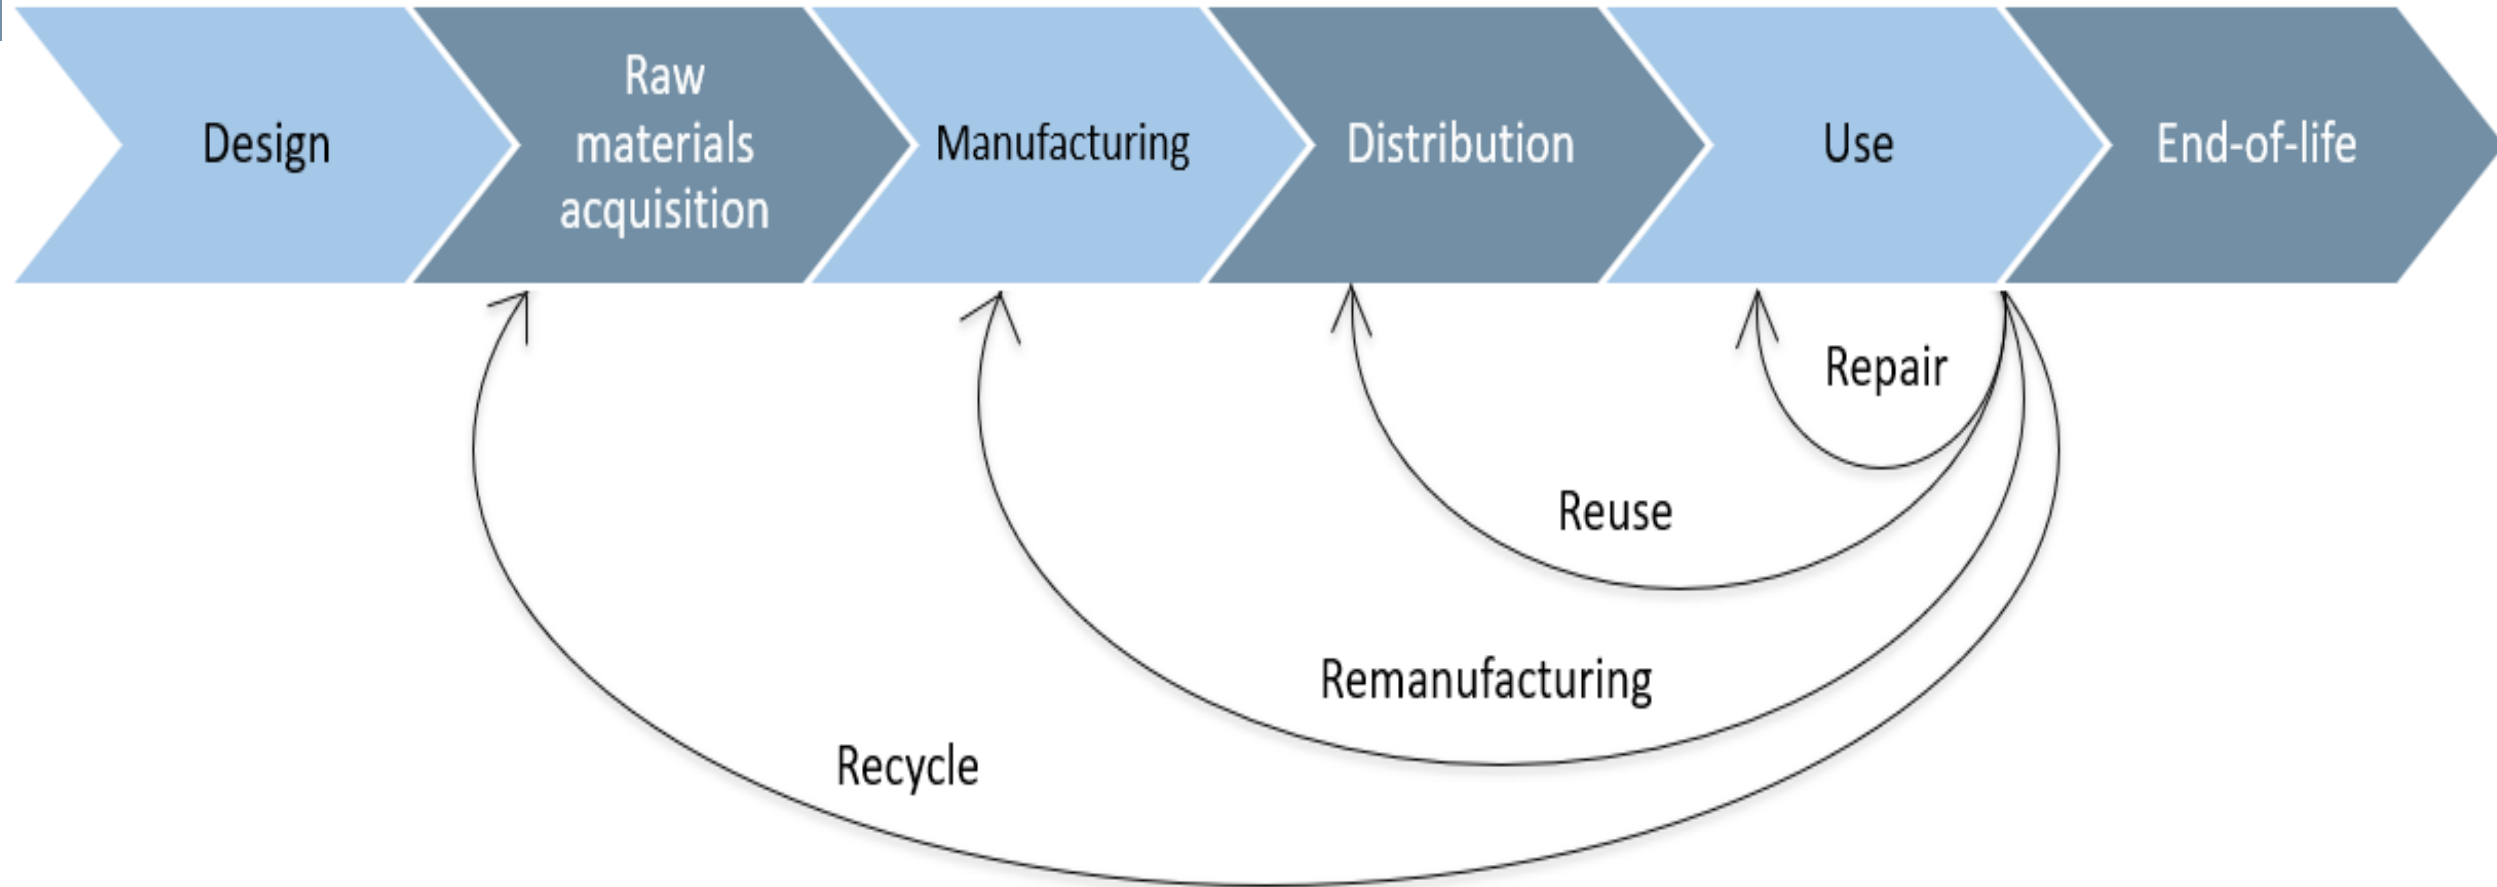 Design
Raw
materials
acquisition
Manufacturing
Distribution
Use
End-of-life
Repair
Reuse
Remanufacturing
Recycle